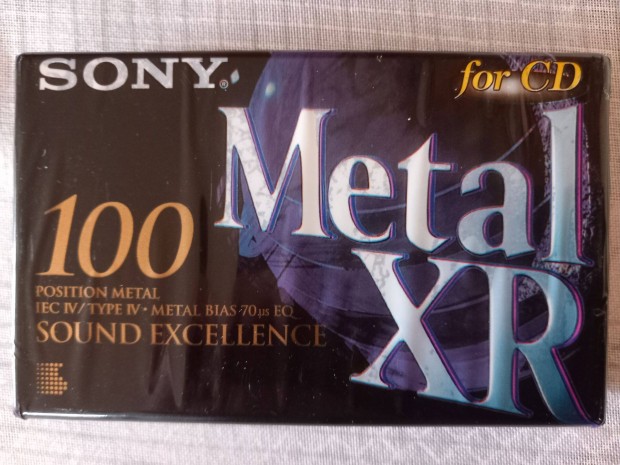 SONY®
for CD
Metal
XR
100
POSITION METAL
IEC IV/TYPE IV · METAL BIAS·70µs EQ
SOUND EXCELLENCE